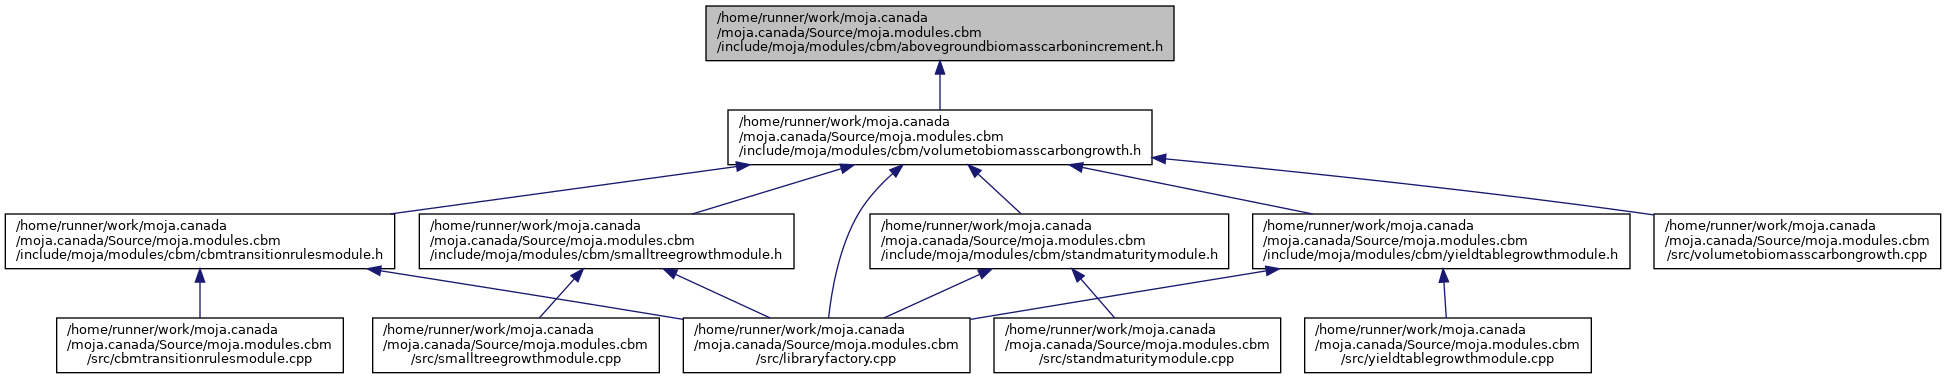 /home/runner/work/moja.canada
/moja.canada/Source/moja.modules.cbm
/include/moja/modules/cbm/abovegroundbiomasscarbonincrement.h
/home/runner/work/moja.canada
/moja.canada/Source/moja.modules.cbm
/include/moja/modules/cbm/volumetobiomasscarbongrowth.h
/home/runner/work/moja.canada
/moja.canada/Source/moja.modules.cbm
/include/moja/modules/cbm/cbmtransitionrulesmodule.h
/home/runner/work/moja.canada
/moja.canada/Source/moja.modules.cbm
/include/moja/modules/cbm/smalltreegrowthmodule.h
/home/runner/work/moja.canada
/moja.canada/Source/moja.modules.cbm
/include/moja/modules/cbm/standmaturitymodule.h
/home/runner/work/moja.canada
/moja.canada/Source/moja.modules.cbm
/include/moja/modules/cbm/yieldtablegrowthmodule.h
/home/runner/work/moja.canada
/moja.canada/Source/moja.modules.cbm
/src/volumetobiomasscarbongrowth.cpp
/home/runner/work/moja.canada
/moja.canada/Source/moja.modules.cbm
/src/cbmtransitionrulesmodule.cpp
/home/runner/work/moja.canada
/moja.canada/Source/moja.modules.cbm
/src/smalltreegrowthmodule.cpp
/home/runner/work/moja.canada
/moja.canada/Source/moja.modules.cbm
/src/libraryfactory.cpp
/home/runner/work/moja.canada
/moja.canada/Source/moja.modules.cbm
/src/standmaturitymodule.cpp
/home/runner/work/moja.canada
/moja.canada/Source/moja.modules.cbm
/src/yieldtablegrowthmodule.cpp